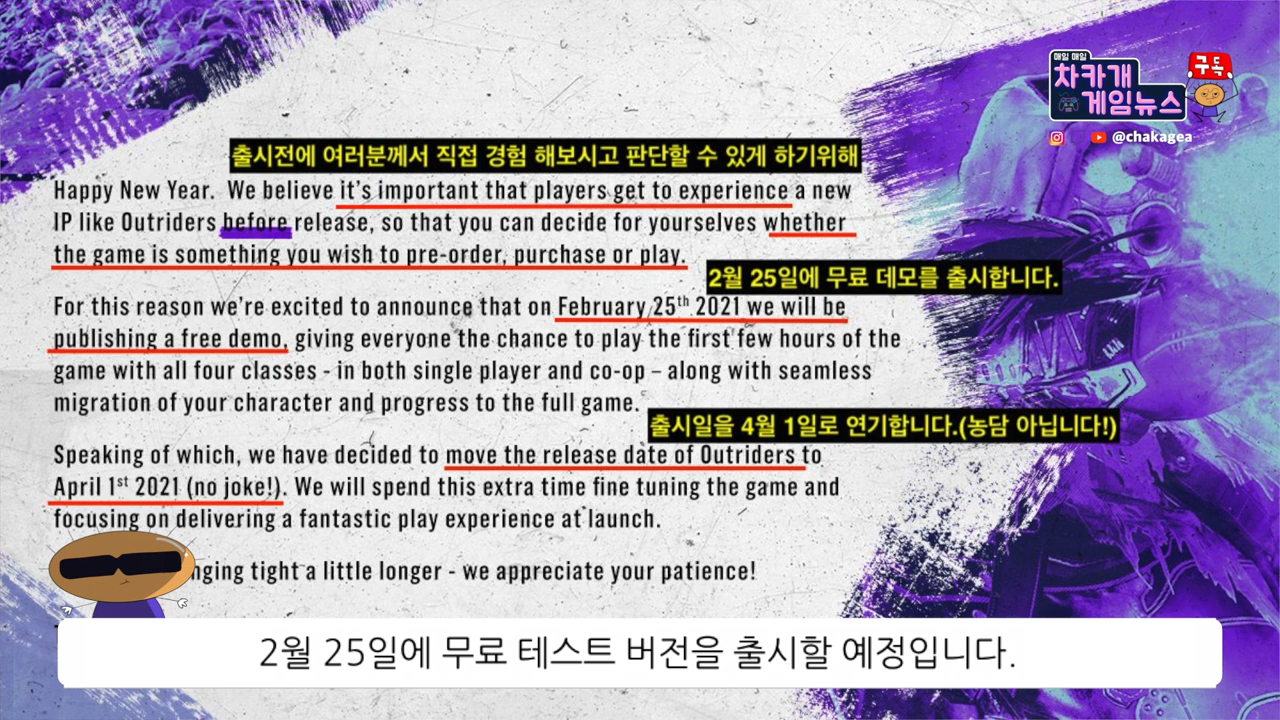 매일 매일
차카개
게임뉴스
구독
@chakagea
출시전에 여러분께서 직접 경험 해보시고 판단할 수 있게 하기위해
Happy New Year. We believe it's important that players get to experience a new
IP like Outriders before release, so that you can decide for yourselves whether
the game is something you wish to pre-order, purchase or play.
2월 25일에 무료 데모를 출시합니다.
For this reason we're excited to announce that on February 25th 2021 we will be
publishing a free demo, giving everyone the chance to play the first few hours of the
game with all four classes - in both single player and co-op – along with seamless
migration of your character and progress to the full game.
출시일을 4월 1일로 연기합니다.(농담 아닙니다!)
Speaking of which, we have decided to move the release date of Outriders to
April 1st 2021 (no joke!). We will spend this extra time fine tuning the game and
focusing on delivering a fantastic play experience at launch.
nging tight a little longer - we appreciate your patience!
2월 25일에 무료 테스트 버전을 출시할 예정입니다.